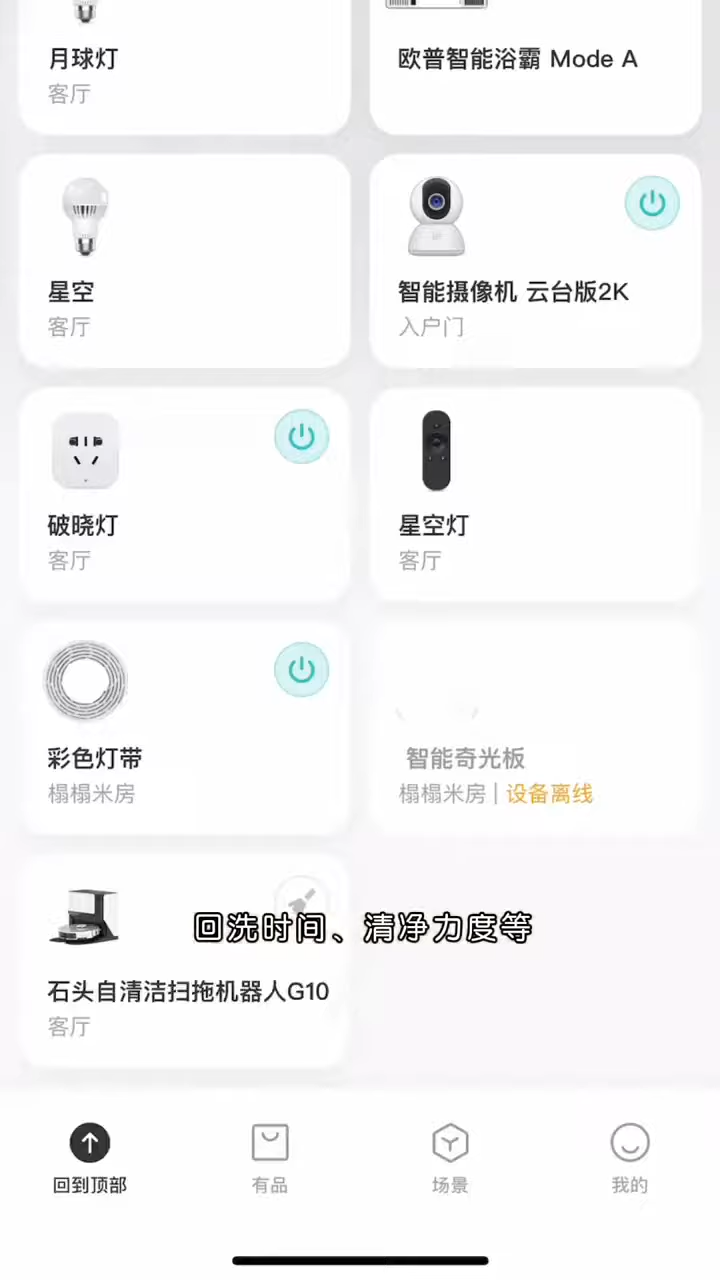 月球灯
客厅
欧普智能浴霸 Mode A
星空
客厅
智能摄像机 云台版2K
入户门
破晓灯
客厅
星空灯
客厅
彩色灯带
榻榻米房
智能奇光板
榻榻米房 | 设备离线
回洗时间、清净力度等
石头自清洁扫拖机器人G10
客厅
回到顶部
有品
场景
我的